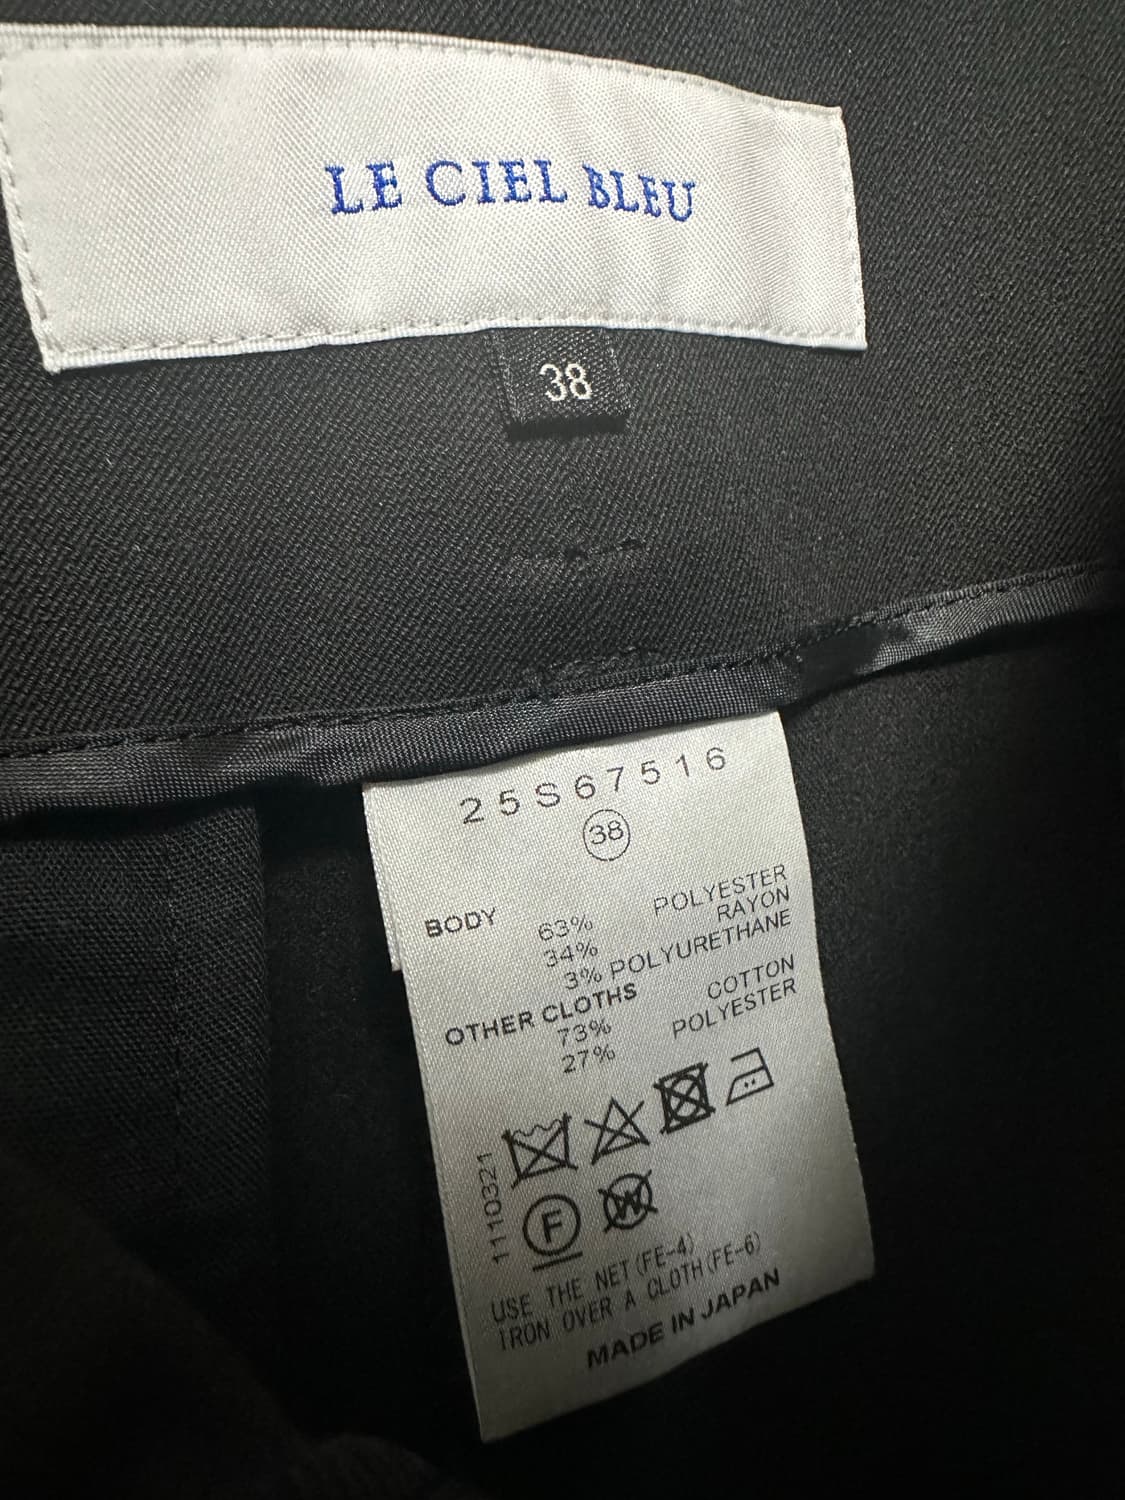 LE CIEL BLEU
38
25S67516
38
BODY 63% POLYESTER
34% RAYON
3% POLYURETHANE
OTHER CLOTHS
73% COTTON
27% POLYESTER
F W
1110321
USE THE NET(FE-4)
IRON OVER A CLOTH(FE-6)
MADE IN JAPAN